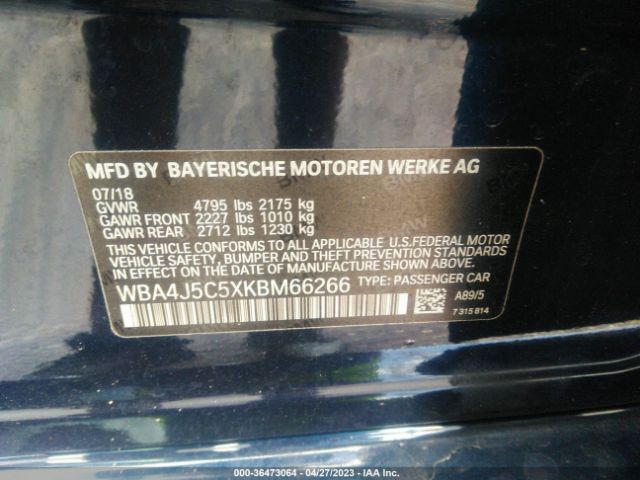 MFD BY BAYERISCHE MOTOREN WERKE AG
07/18
GVWR 4795 lbs 2175 kg
GAWR FRONT 2227 lbs 1010 kg
GAWR REAR 2712 lbs 1230 kg
THIS VEHICLE CONFORMS TO ALL APPLICABLE U.S.FEDERAL MOTOR
VEHICLE SAFETY, BUMPER AND THEFT PREVENTION STANDARDS
IN EFFECT ON THE DATE OF MANUFACTURE SHOWN ABOVE.
WBA4J5C5XKBM66266 TYPE: PASSENGER CAR
A89/5
7 315 814
000-36473064 - 04/27/2023 - IAA Inc.